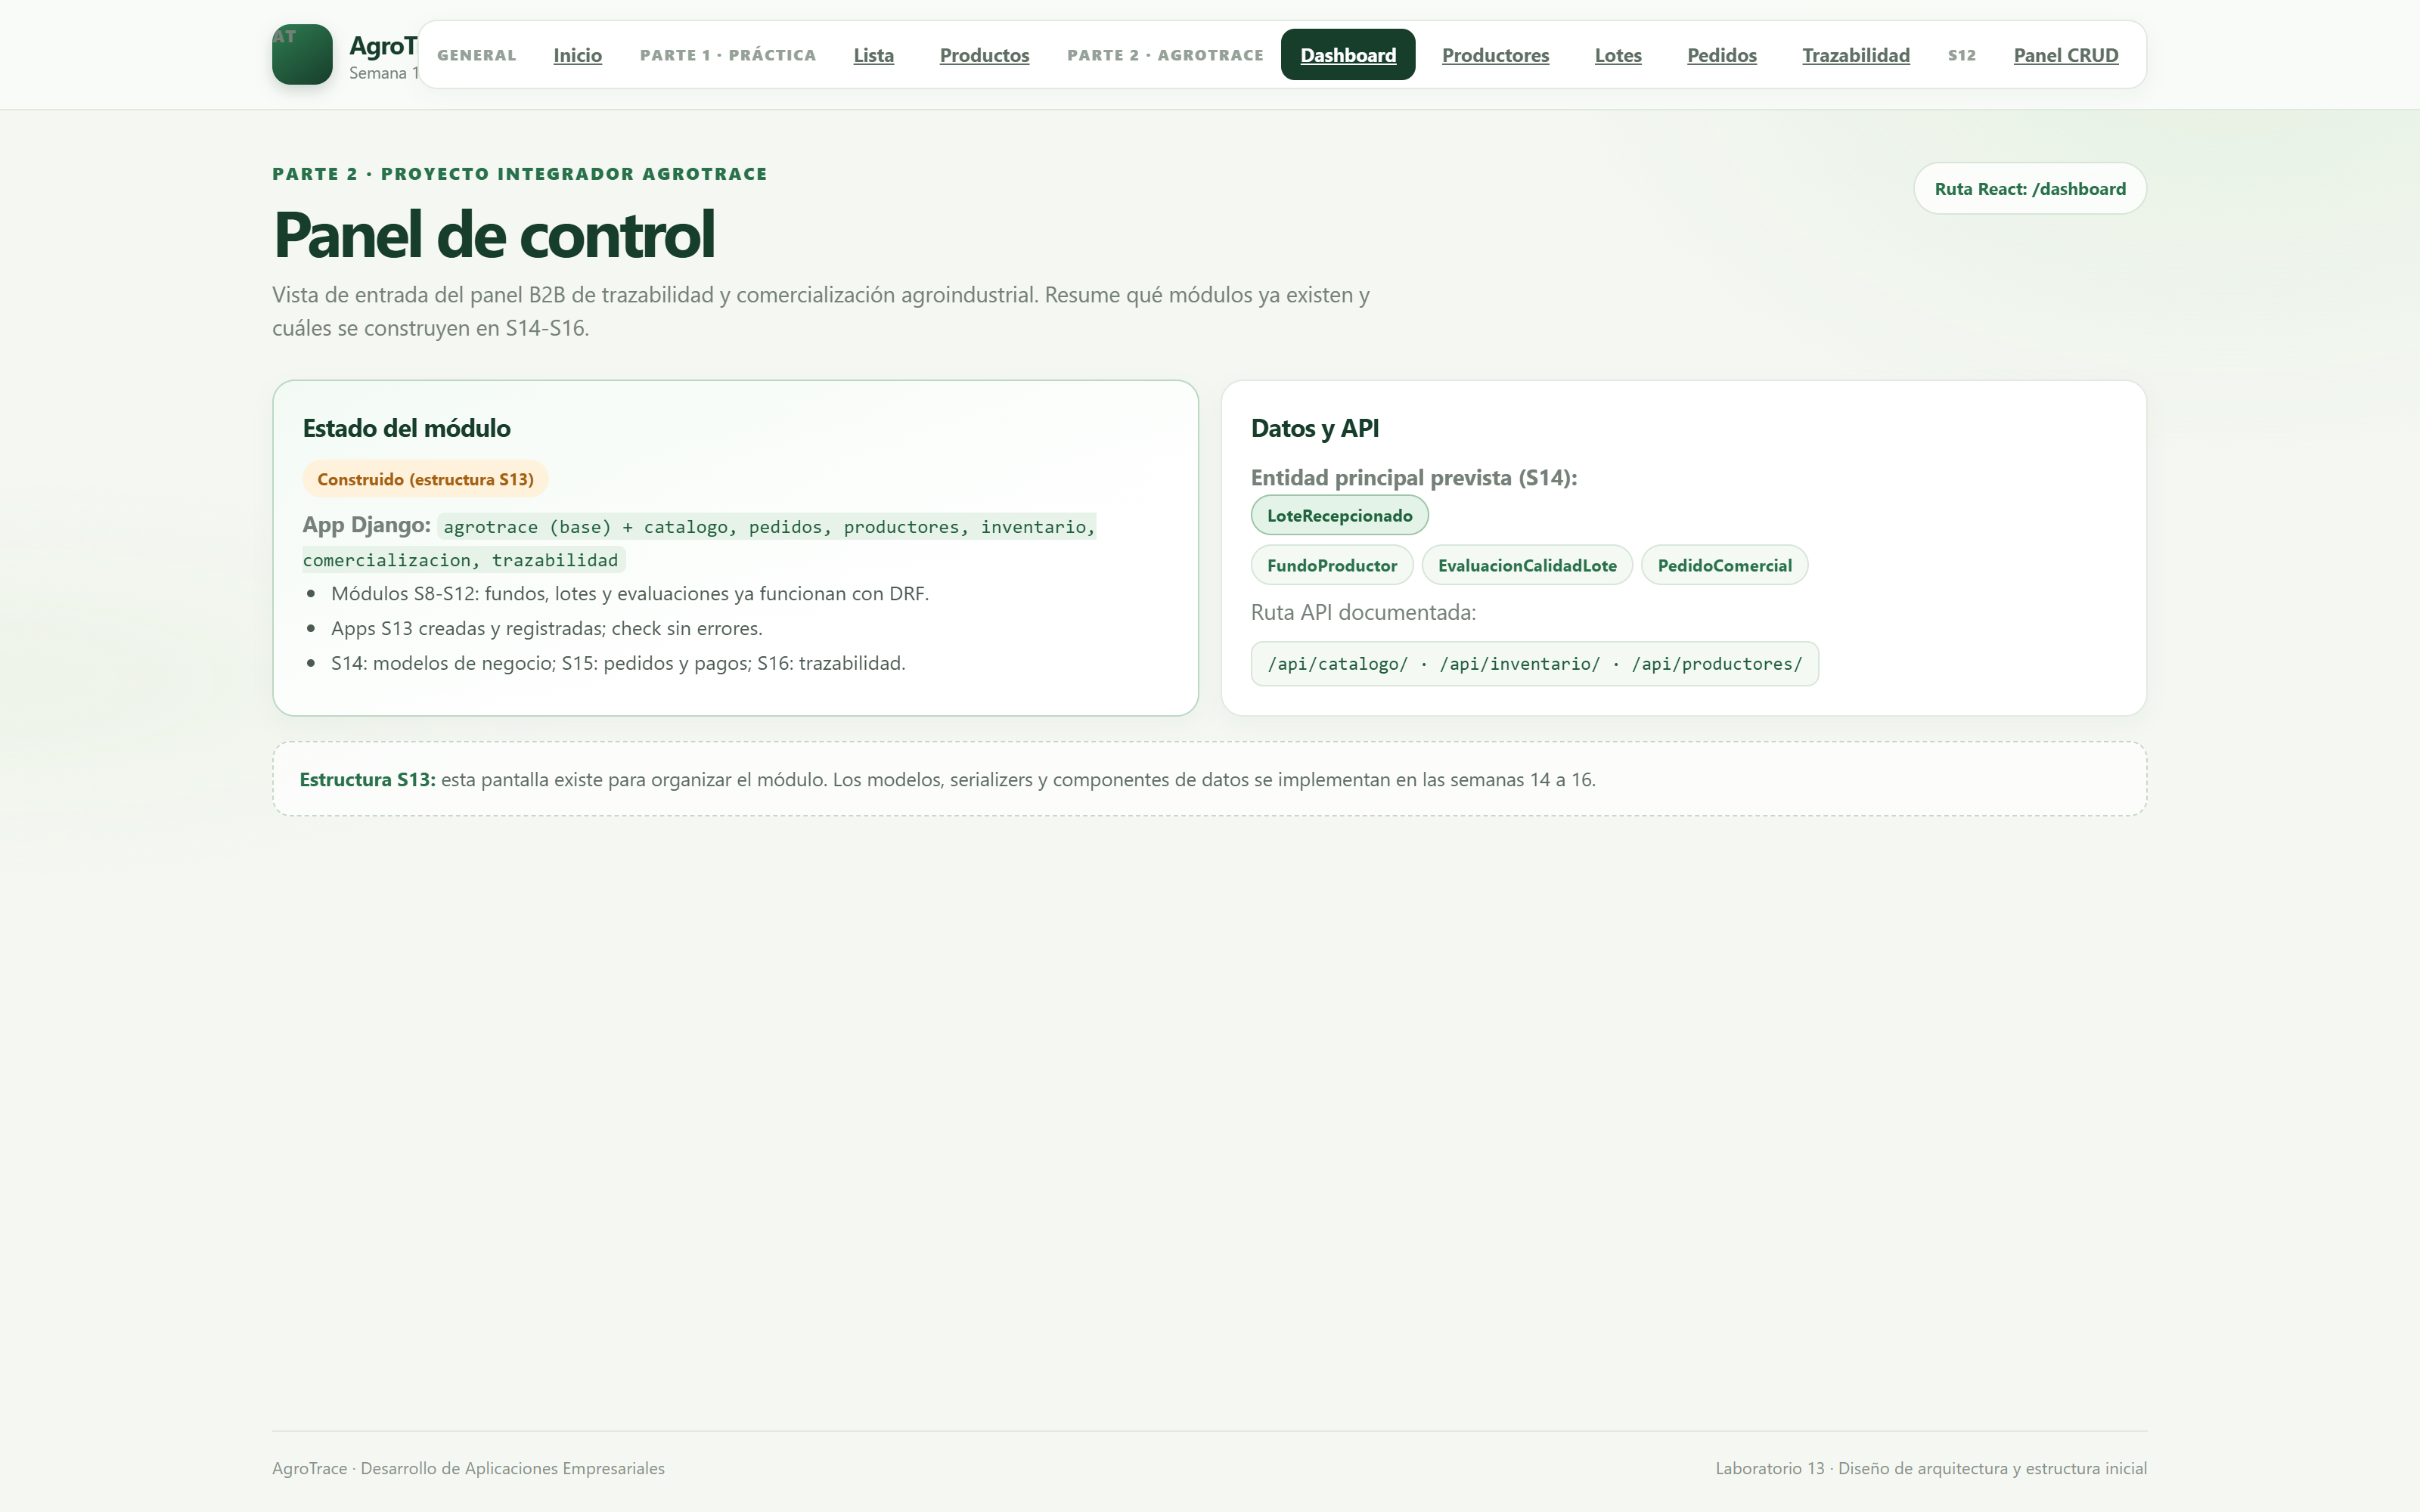 AT
AgroT
Semana 1
GENERAL Inicio PARTE 1 · PRÁCTICA Lista Productos PARTE 2 · AGROTRACE Dashboard Productores Lotes Pedidos Trazabilidad S12 Panel CRUD
PARTE 2 · PROYECTO INTEGRADOR AGROTRACE
Ruta React: /dashboard
Panel de control
Vista de entrada del panel B2B de trazabilidad y comercialización agroindustrial. Resume qué módulos ya existen y
cuáles se construyen en S14-S16.
Estado del módulo
Construido (estructura S13)
App Django: agrotrace (base) + catalogo, pedidos, productores, inventario,
comercializacion, trazabilidad
• Módulos S8-S12: fundos, lotes y evaluaciones ya funcionan con DRF.
• Apps S13 creadas y registradas; check sin errores.
• S14: modelos de negocio; S15: pedidos y pagos; S16: trazabilidad.
Datos y API
Entidad principal prevista (S14):
LoteRecepcionado
FundoProductor EvaluacionCalidadLote PedidoComercial
Ruta API documentada:
/api/catalogo/ · /api/inventario/ · /api/productores/
Estructura S13: esta pantalla existe para organizar el módulo. Los modelos, serializers y componentes de datos se implementan en las semanas 14 a 16.
AgroTrace · Desarrollo de Aplicaciones Empresariales
Laboratorio 13 · Diseño de arquitectura y estructura inicial